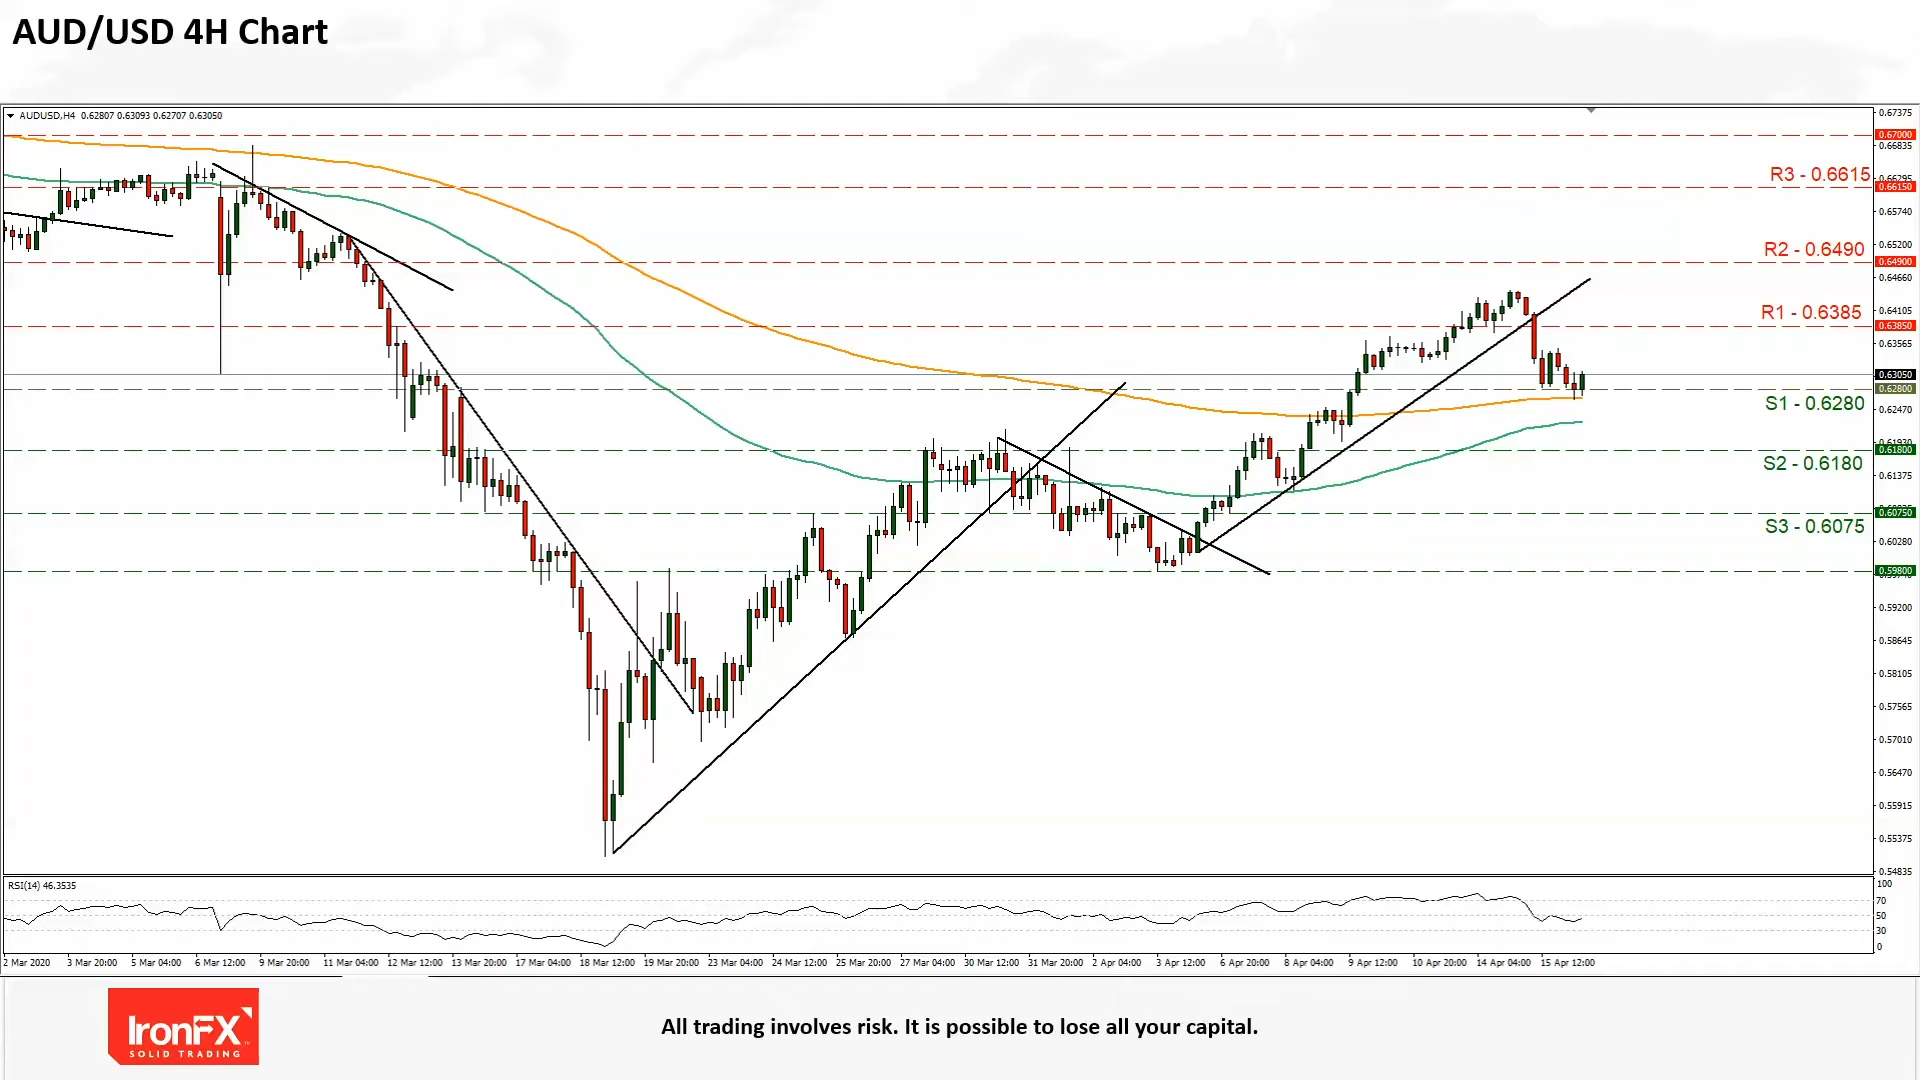 AUD/USD 4H Chart
AUDUSD,H4 0.62807 0.63093 0.62707 0.63050
0.67375
0.67000
0.66835
R3 - 0.6615
0.66295
0.66150
0.65740
0.65200
R2 - 0.6490
0.64900
0.64660
R1 - 0.6385
0.64105
0.63850
0.63565
0.63050
0.62800
S1 - 0.6280
0.62470
0.61930
0.61800
S2 - 0.6180
0.61375
0.60750
S3 - 0.6075
0.60280
0.59800
0.59200
0.58645
0.58105
0.57565
0.57010
0.56470
0.55915
0.55375
0.54835
RSI(14) 46.3535
100
70
50
30
0
2 Mar 2020 3 Mar 20:00 5 Mar 04:00 6 Mar 12:00 9 Mar 20:00 11 Mar 04:00 12 Mar 12:00 13 Mar 20:00 17 Mar 04:00 18 Mar 12:00 19 Mar 20:00 23 Mar 04:00 24 Mar 12:00 25 Mar 20:00 27 Mar 04:00 30 Mar 12:00 31 Mar 20:00 2 Apr 04:00 3 Apr 12:00 6 Apr 20:00 8 Apr 04:00 9 Apr 12:00 10 Apr 20:00 14 Apr 04:00 15 Apr 12:00
IronFX
SOLID TRADING
All trading involves risk. It is possible to lose all your capital.